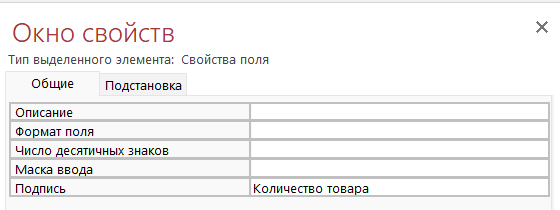 Окно свойств
Тип выделенного элемента: Свойства поля
Общие Подстановка
Описание
Формат поля
Число десятичных знаков
Маска ввода
Подпись Количество товара